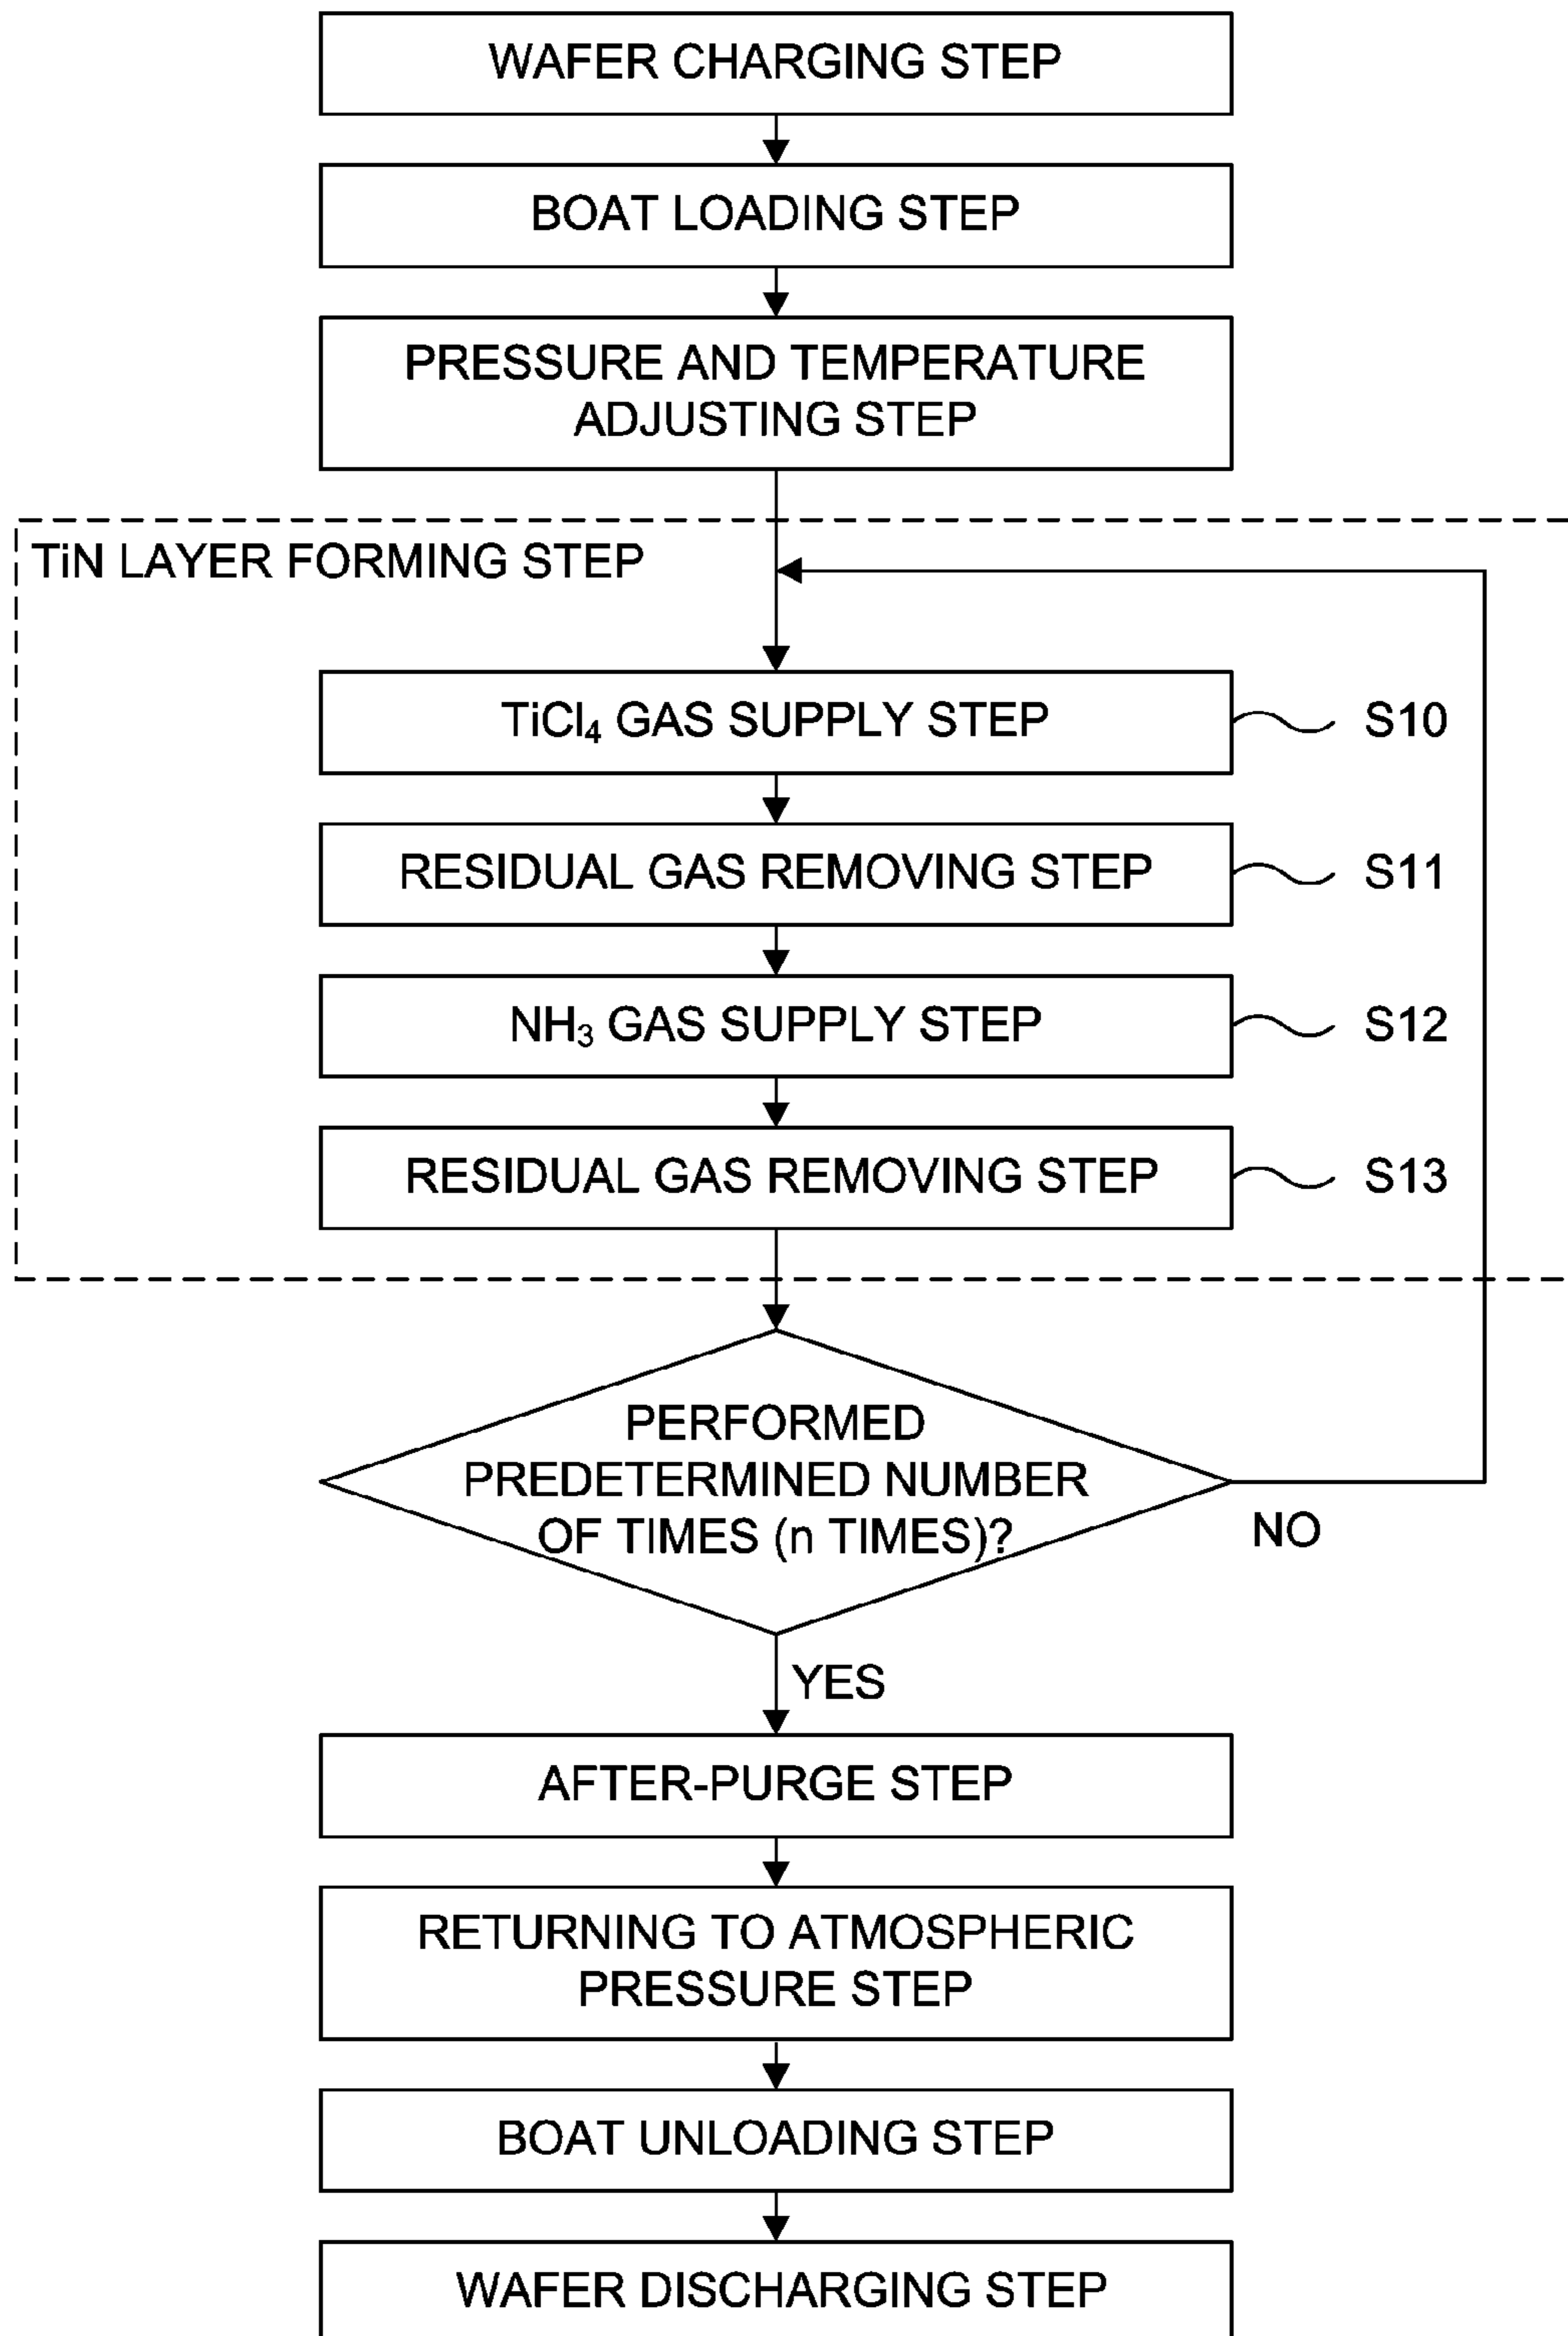 WAFER CHARGING STEP
BOAT LOADING STEP
PRESSURE AND TEMPERATURE
ADJUSTING STEP
TiN LAYER FORMING STEP
TiCl₄ GAS SUPPLY STEP
S10
RESIDUAL GAS REMOVING STEP
S11
NH₃ GAS SUPPLY STEP
S12
RESIDUAL GAS REMOVING STEP
S13
PERFORMED
PREDETERMINED NUMBER
OF TIMES (n TIMES)?
NO
YES
AFTER-PURGE STEP
RETURNING TO ATMOSPHERIC
PRESSURE STEP
BOAT UNLOADING STEP
WAFER DISCHARGING STEP